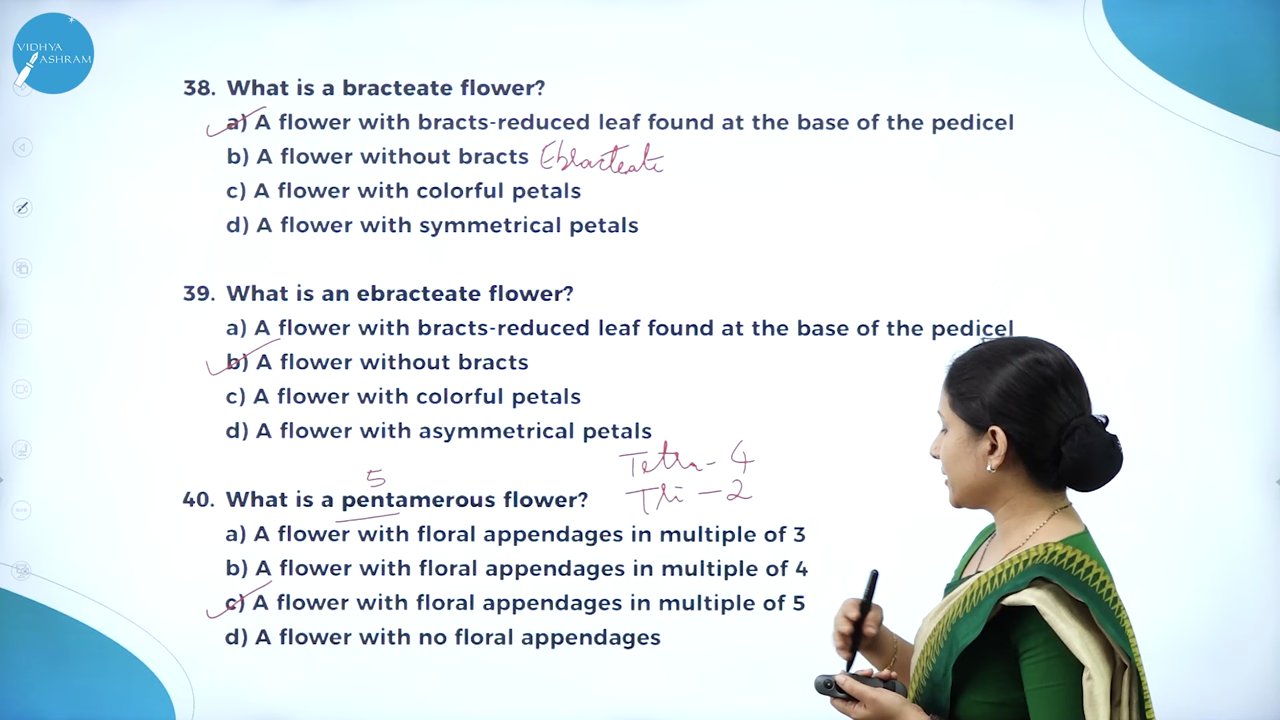 VIDHYA
ASHRAM
38. What is a bracteate flower?
a) A flower with bracts-reduced leaf found at the base of the pedicel
b) A flower without bracts Ebracteate
c) A flower with colorful petals
d) A flower with symmetrical petals
39. What is an ebracteate flower?
a) A flower with bracts-reduced leaf found at the base of the pedicel
b) A flower without bracts
c) A flower with colorful petals
d) A flower with asymmetrical petals
Tetra - 4
5
40. What is a pentamerous flower?
Tri - 2
a) A flower with floral appendages in multiple of 3
b) A flower with floral appendages in multiple of 4
c) A flower with floral appendages in multiple of 5
d) A flower with no floral appendages